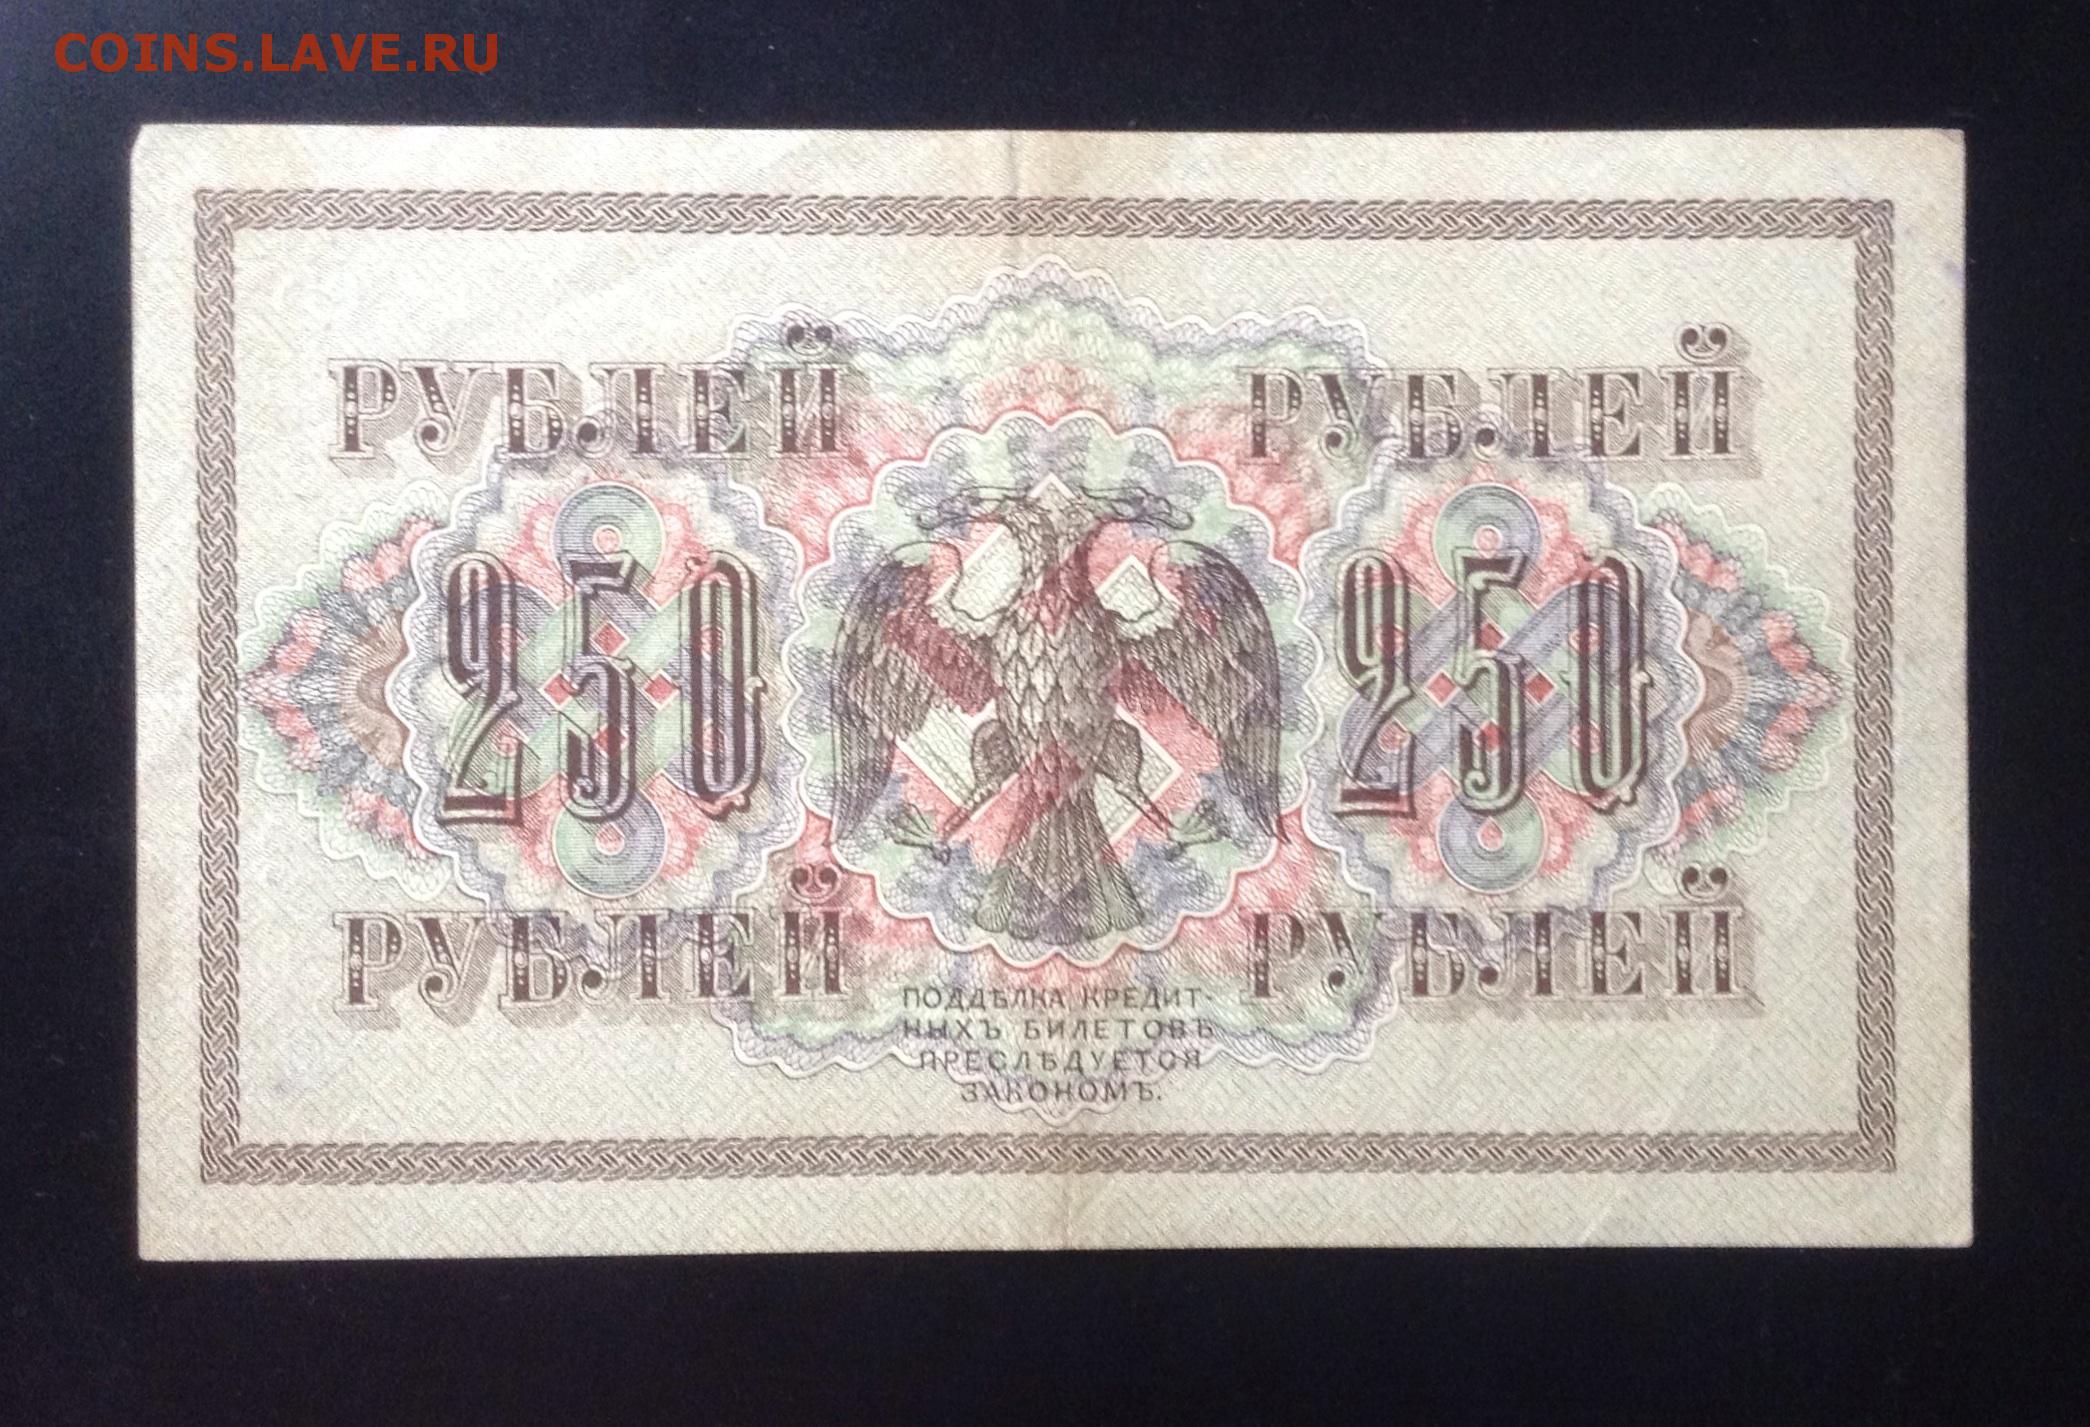 COINS.LAVE.RU
РУБЛЕЙ РУБЛЕЙ
250 250
РУБЛЕЙ РУБЛЕЙ
ПОДДѢЛКА КРЕДИТ-
НЫХЪ БИЛЕТОВЪ
ПРЕСЛѢДУЕТСЯ
ЗАКОНОМЪ.